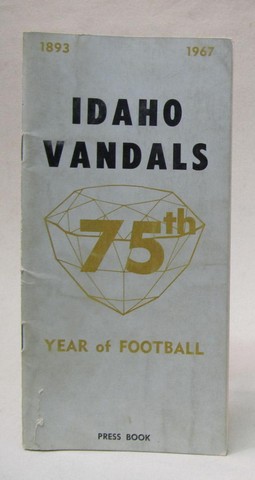 1893 1967
IDAHO
VANDALS
75th
YEAR of FOOTBALL
PRESS BOOK